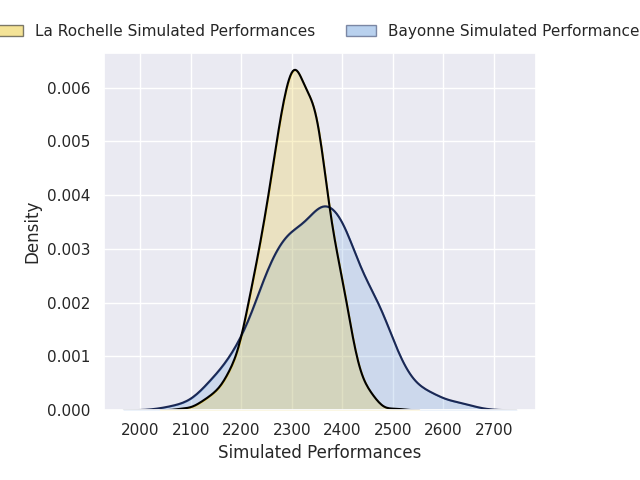 La Rochelle Simulated Performances
Bayonne Simulated Performance
0.006
0.005
0.004
0.003
0.002
0.001
0.000
Density
2000 2100 2200 2300 2400 2500 2600 2700
Simulated Performances